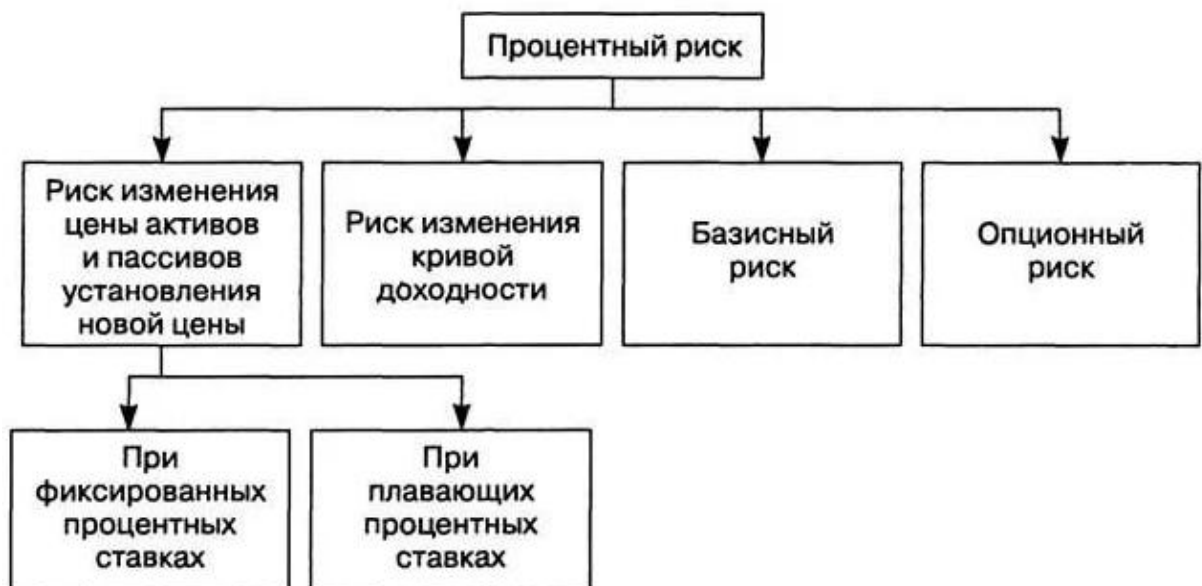 Процентный риск
Риск изменения
цены активов
и пассивов
установления
новой цены
Риск изменения
кривой
доходности
Базисный
риск
Опционный
риск
При
фиксированных
процентных
ставках
При
плавающих
процентных
ставках